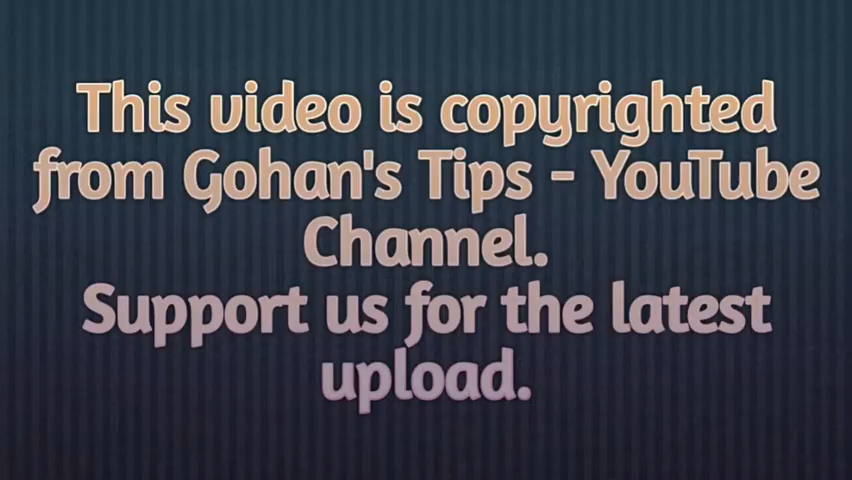 This video is copyrighted
from Gohan's Tips - YouTube
Channel.
Support us for the latest
upload.